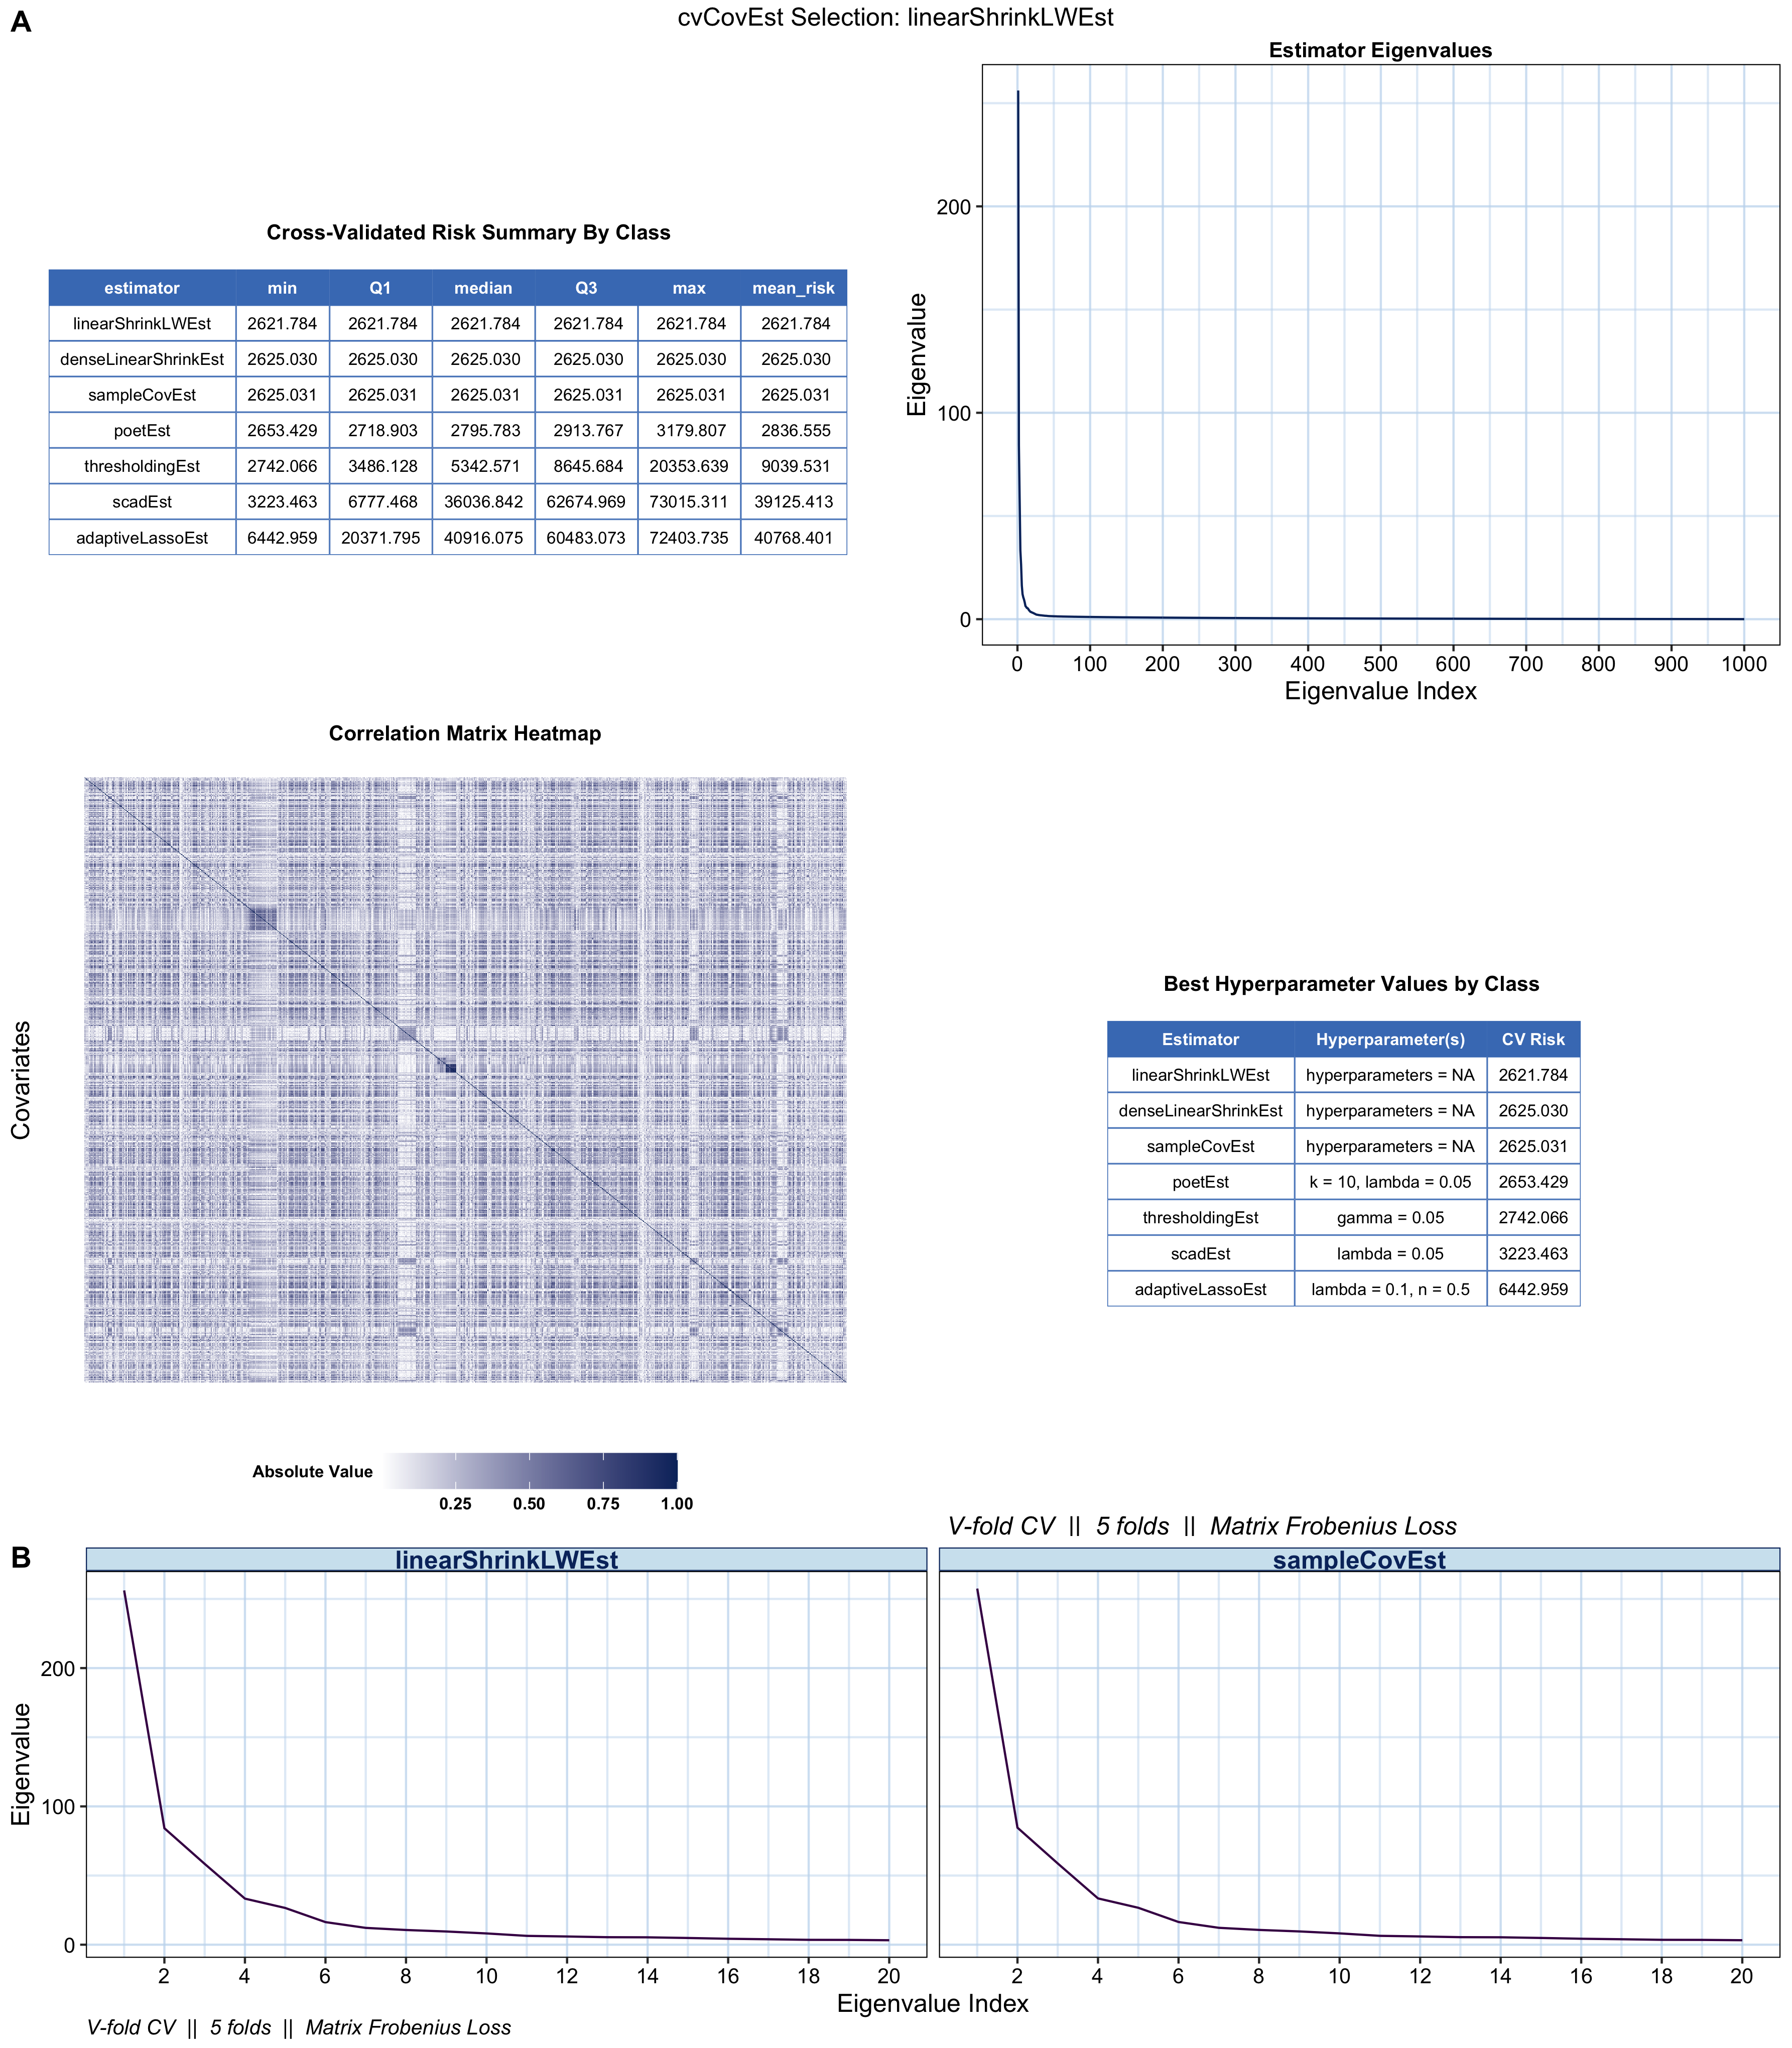 A
cvCovEst Selection: linearShrinkLWEst
Cross-Validated Risk Summary By Class
estimator min Q1 median Q3 max mean_risk
linearShrinkLWEst 2621.784 2621.784 2621.784 2621.784 2621.784 2621.784
denseLinearShrinkEst 2625.030 2625.030 2625.030 2625.030 2625.030 2625.030
sampleCovEst 2625.031 2625.031 2625.031 2625.031 2625.031 2625.031
poetEst 2653.429 2718.903 2795.783 2913.767 3179.807 2836.555
thresholdingEst 2742.066 3486.128 5342.571 8645.684 20353.639 9039.531
scadEst 3223.463 6777.468 36036.842 62674.969 73015.311 39125.413
adaptiveLassoEst 6442.959 20371.795 40916.075 60483.073 72403.735 40768.401
Estimator Eigenvalues
Eigenvalue
200
100
0
0 100 200 300 400 500 600 700 800 900 1000
Eigenvalue Index
Correlation Matrix Heatmap
Covariates
Absolute Value
0.25 0.50 0.75 1.00
Best Hyperparameter Values by Class
Estimator Hyperparameter(s) CV Risk
linearShrinkLWEst hyperparameters = NA 2621.784
denseLinearShrinkEst hyperparameters = NA 2625.030
sampleCovEst hyperparameters = NA 2625.031
poetEst k = 10, lambda = 0.05 2653.429
thresholdingEst gamma = 0.05 2742.066
scadEst lambda = 0.05 3223.463
adaptiveLassoEst lambda = 0.1, n = 0.5 6442.959
V-fold CV || 5 folds || Matrix Frobenius Loss
B
linearShrinkLWEst
sampleCovEst
Eigenvalue
200
100
0
2 4 6 8 10 12 14 16 18 20
2 4 6 8 10 12 14 16 18 20
Eigenvalue Index
V-fold CV || 5 folds || Matrix Frobenius Loss